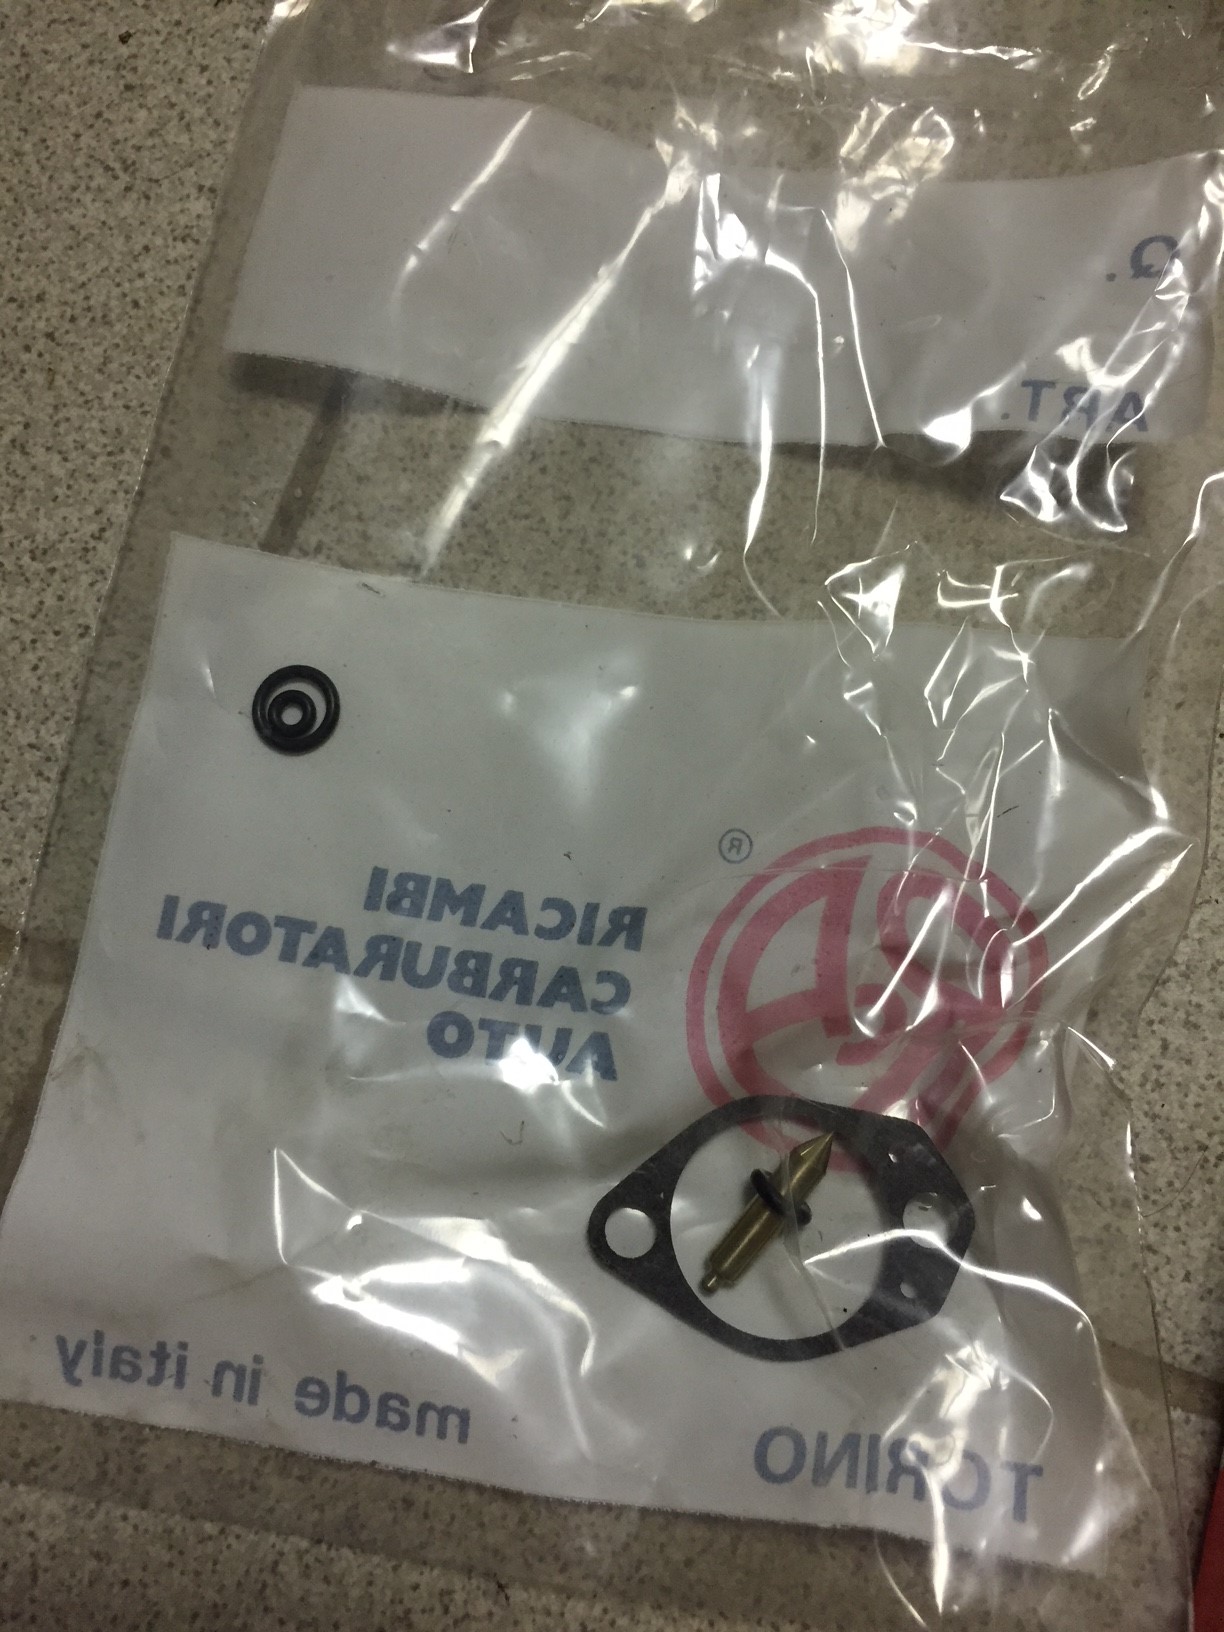 Q.
ART.
®
RICAMBI
CARBURATORI
AUTO
TORINO
made in italy